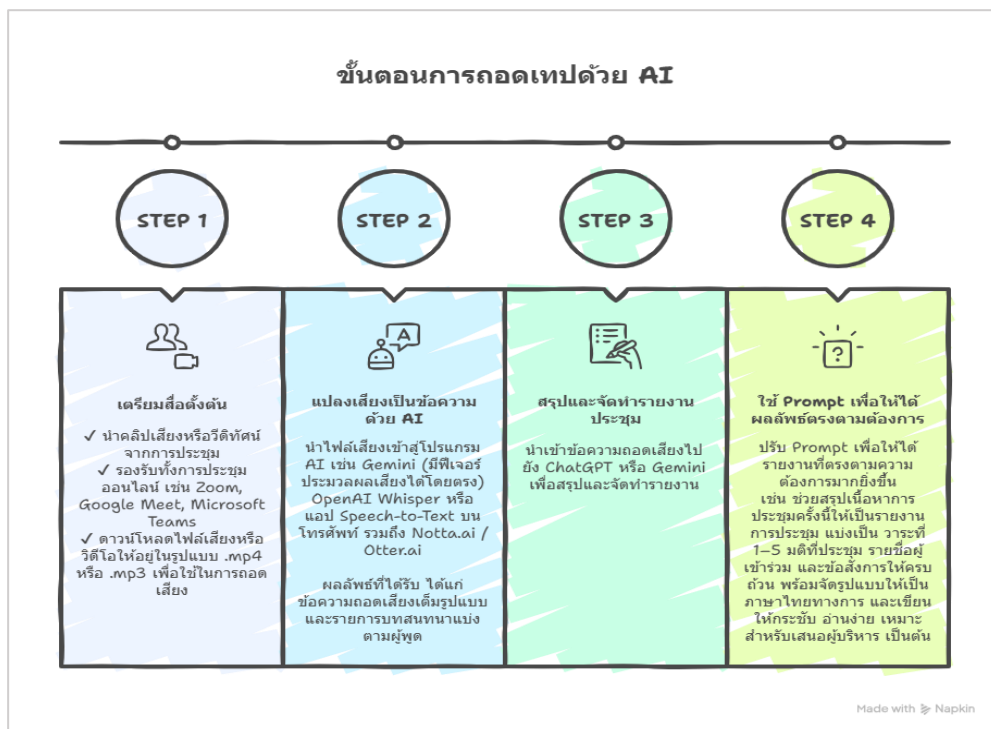 ขั้นตอนการถอดเทปด้วย AI
STEP 1
STEP 2
STEP 3
STEP 4
เตรียมสื่อตั้งต้น
✓ นำคลิปเสียงหรือวีดิทัศน์
จากการประชุม
✓ รองรับทั้งการประชุม
ออนไลน์ เช่น Zoom,
Google Meet, Microsoft
Teams
✓ ดาวน์โหลดไฟล์เสียงหรือ
วิดีโอให้อยู่ในรูปแบบ .mp4
หรือ .mp3 เพื่อใช้ในการถอด
เสียง
แปลงเสียงเป็นข้อความ
ด้วย AI
นำไฟล์เสียงเข้าสู่โปรแกรม
AI เช่น Gemini (มีฟีเจอร์
ประมวลผลเสียงได้โดยตรง)
OpenAI Whisper หรือ
แอป Speech-to-Text บน
โทรศัพท์ รวมถึง Notta.ai /
Otter.ai
ผลลัพธ์ที่ได้รับ ได้แก่
ข้อความถอดเสียงเต็มรูปแบบ
และรายการบทสนทนาแบ่ง
ตามผู้พูด
สรุปและจัดทำรายงาน
ประชุม
นำเข้าข้อความถอดเสียงไป
ยัง ChatGPT หรือ Gemini
เพื่อสรุปและจัดทำรายงาน
ใช้ Prompt เพื่อให้ได้
ผลลัพธ์ตรงตามต้องการ
ปรับ Prompt เพื่อให้ได้
รายงานที่ตรงตามความ
ต้องการมากยิ่งขึ้น
เช่น ช่วยสรุปเนื้อหาการ
ประชุมครั้งนี้ให้เป็นรายงาน
การประชุม แบ่งเป็น วาระที่
1–5 มติที่ประชุม รายชื่อผู้
เข้าร่วม และข้อสั่งการให้ครบ
ถ้วน พร้อมจัดรูปแบบให้เป็น
ภาษาไทยทางการ และเขียน
ให้กระชับ อ่านง่าย เหมาะ
สำหรับเสนอผู้บริหาร เป็นต้น
Made with Napkin